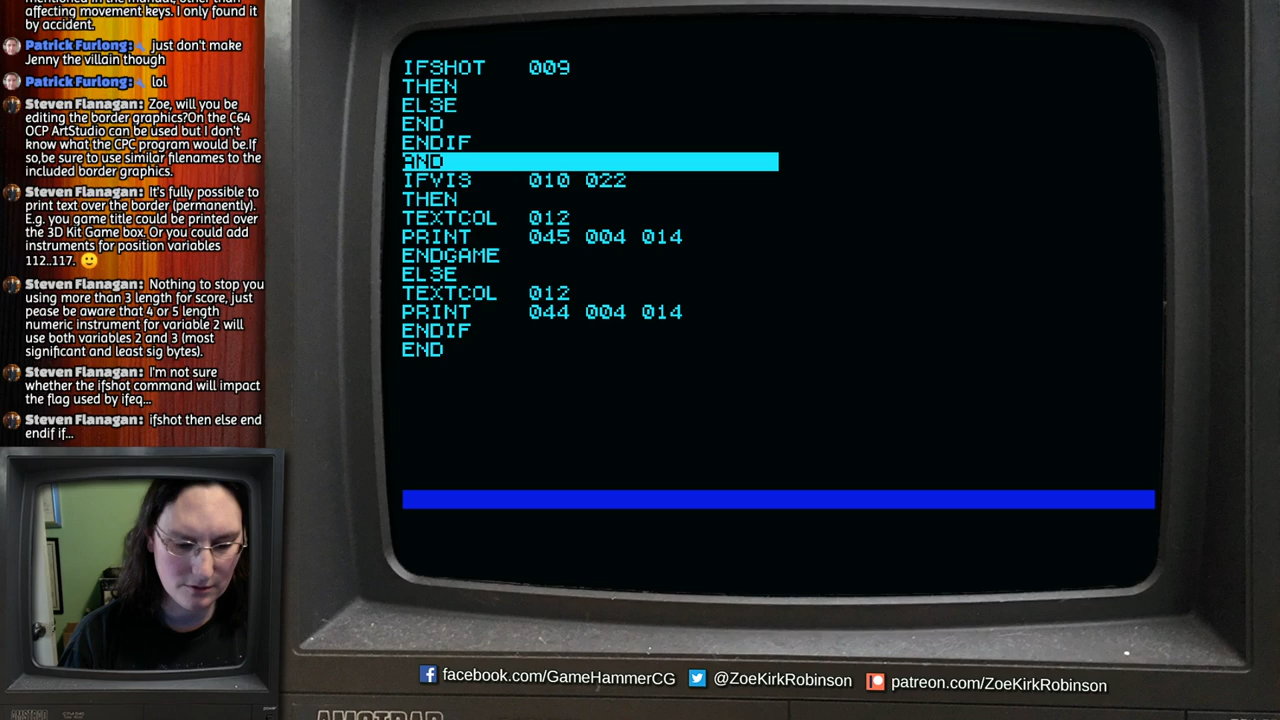 mentioned in the manual, other than
affecting movement keys. I only found it
by accident.
Patrick Furlong: just don't make
Jenny the villain though
Patrick Furlong: lol
Steven Flanagan: Zoe, will you be
editing the border graphics?On the C64
OCP ArtStudio can be used but I don't
know what the CPC program would be.If
so,be sure to use similar filenames to the
included border graphics.
Steven Flanagan: It's fully possible to
print text over the border (permanently).
E.g. you game title could be printed over
the 3D Kit Game box. Or you could add
instruments for position variables
112..117. 🙂
Steven Flanagan: Nothing to stop you
using more than 3 length for score, just
pease be aware that 4 or 5 length
numeric instrument for variable 2 will
use both variables 2 and 3 (most
significant and least sig bytes).
Steven Flanagan: I'm not sure
whether the ifshot command will impact
the flag used by ifeq...
Steven Flanagan: ifshot then else end
endif if...
IFSHOT 009
THEN
ELSE
END
ENDIF
AND
IFVIS 010 022
THEN
TEXTCOL 012
PRINT 045 004 014
ENDGAME
ELSE
TEXTCOL 012
PRINT 044 004 014
ENDIF
END
facebook.com/GameHammerCG
@ZoeKirkRobinson
patreon.com/ZoeKirkRobinson
AMSTRAD